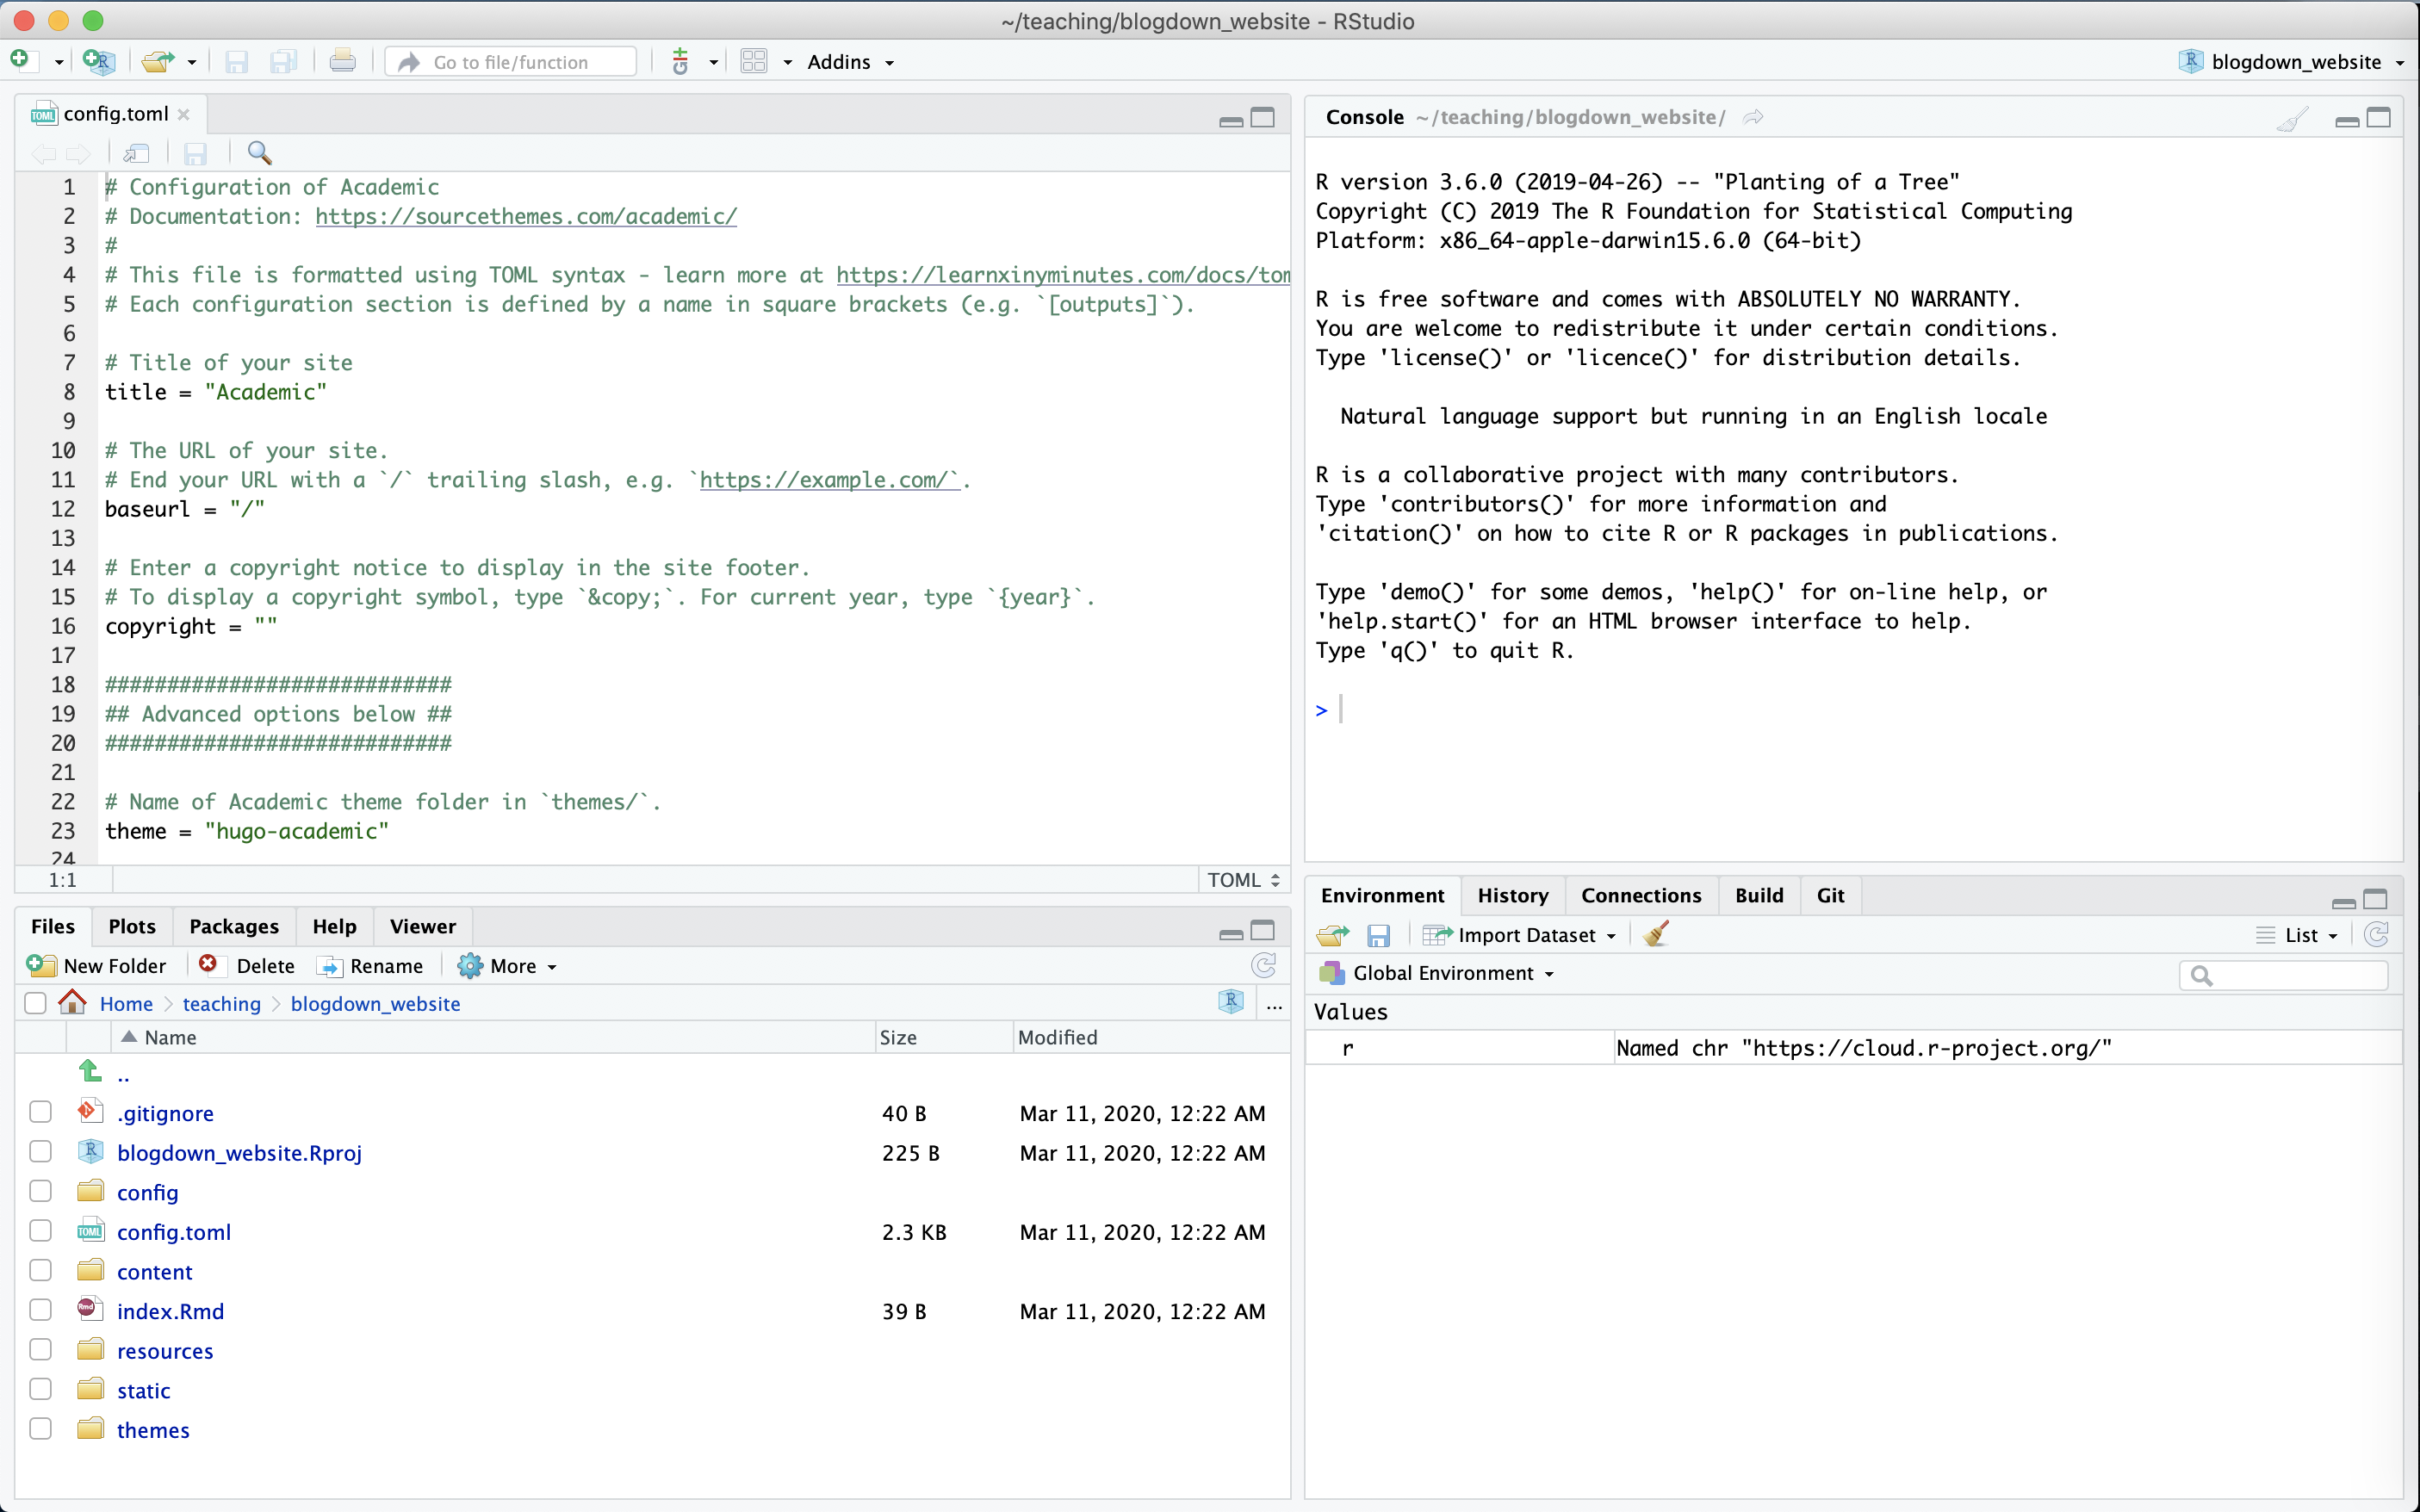 ~/teaching/blogdown_website - RStudio
Go to file/function
Addins
blogdown_website
config.toml
1 # Configuration of Academic
2 # Documentation: https://sourcethemes.com/academic/
3 #
4 # This file is formatted using TOML syntax - learn more at https://learnxinyminutes.com/docs/tom
5 # Each configuration section is defined by a name in square brackets (e.g. `[outputs]`).
6
7 # Title of your site
8 title = "Academic"
9
10 # The URL of your site.
11 # End your URL with a `/` trailing slash, e.g. `https://example.com/`.
12 baseurl = "/"
13
14 # Enter a copyright notice to display in the site footer.
15 # To display a copyright symbol, type `&copy;`. For current year, type `{year}`.
16 copyright = ""
17
18 ############################
19 ## Advanced options below ##
20 ############################
21
22 # Name of Academic theme folder in `themes/`.
23 theme = "hugo-academic"
24
1:1 TOML
Console ~/teaching/blogdown_website/
R version 3.6.0 (2019-04-26) -- "Planting of a Tree"
Copyright (C) 2019 The R Foundation for Statistical Computing
Platform: x86_64-apple-darwin15.6.0 (64-bit)
R is free software and comes with ABSOLUTELY NO WARRANTY.
You are welcome to redistribute it under certain conditions.
Type 'license()' or 'licence()' for distribution details.
Natural language support but running in an English locale
R is a collaborative project with many contributors.
Type 'contributors()' for more information and
'citation()' on how to cite R or R packages in publications.
Type 'demo()' for some demos, 'help()' for on-line help, or
'help.start()' for an HTML browser interface to help.
Type 'q()' to quit R.
>
Files Plots Packages Help Viewer
New Folder Delete Rename More
Home teaching blogdown_website ...
Name Size Modified
..
.gitignore 40 B Mar 11, 2020, 12:22 AM
blogdown_website.Rproj 225 B Mar 11, 2020, 12:22 AM
config
config.toml 2.3 KB Mar 11, 2020, 12:22 AM
content
index.Rmd 39 B Mar 11, 2020, 12:22 AM
resources
static
themes
Environment History Connections Build Git
Import Dataset List
Global Environment
Values
r Named chr "https://cloud.r-project.org/"